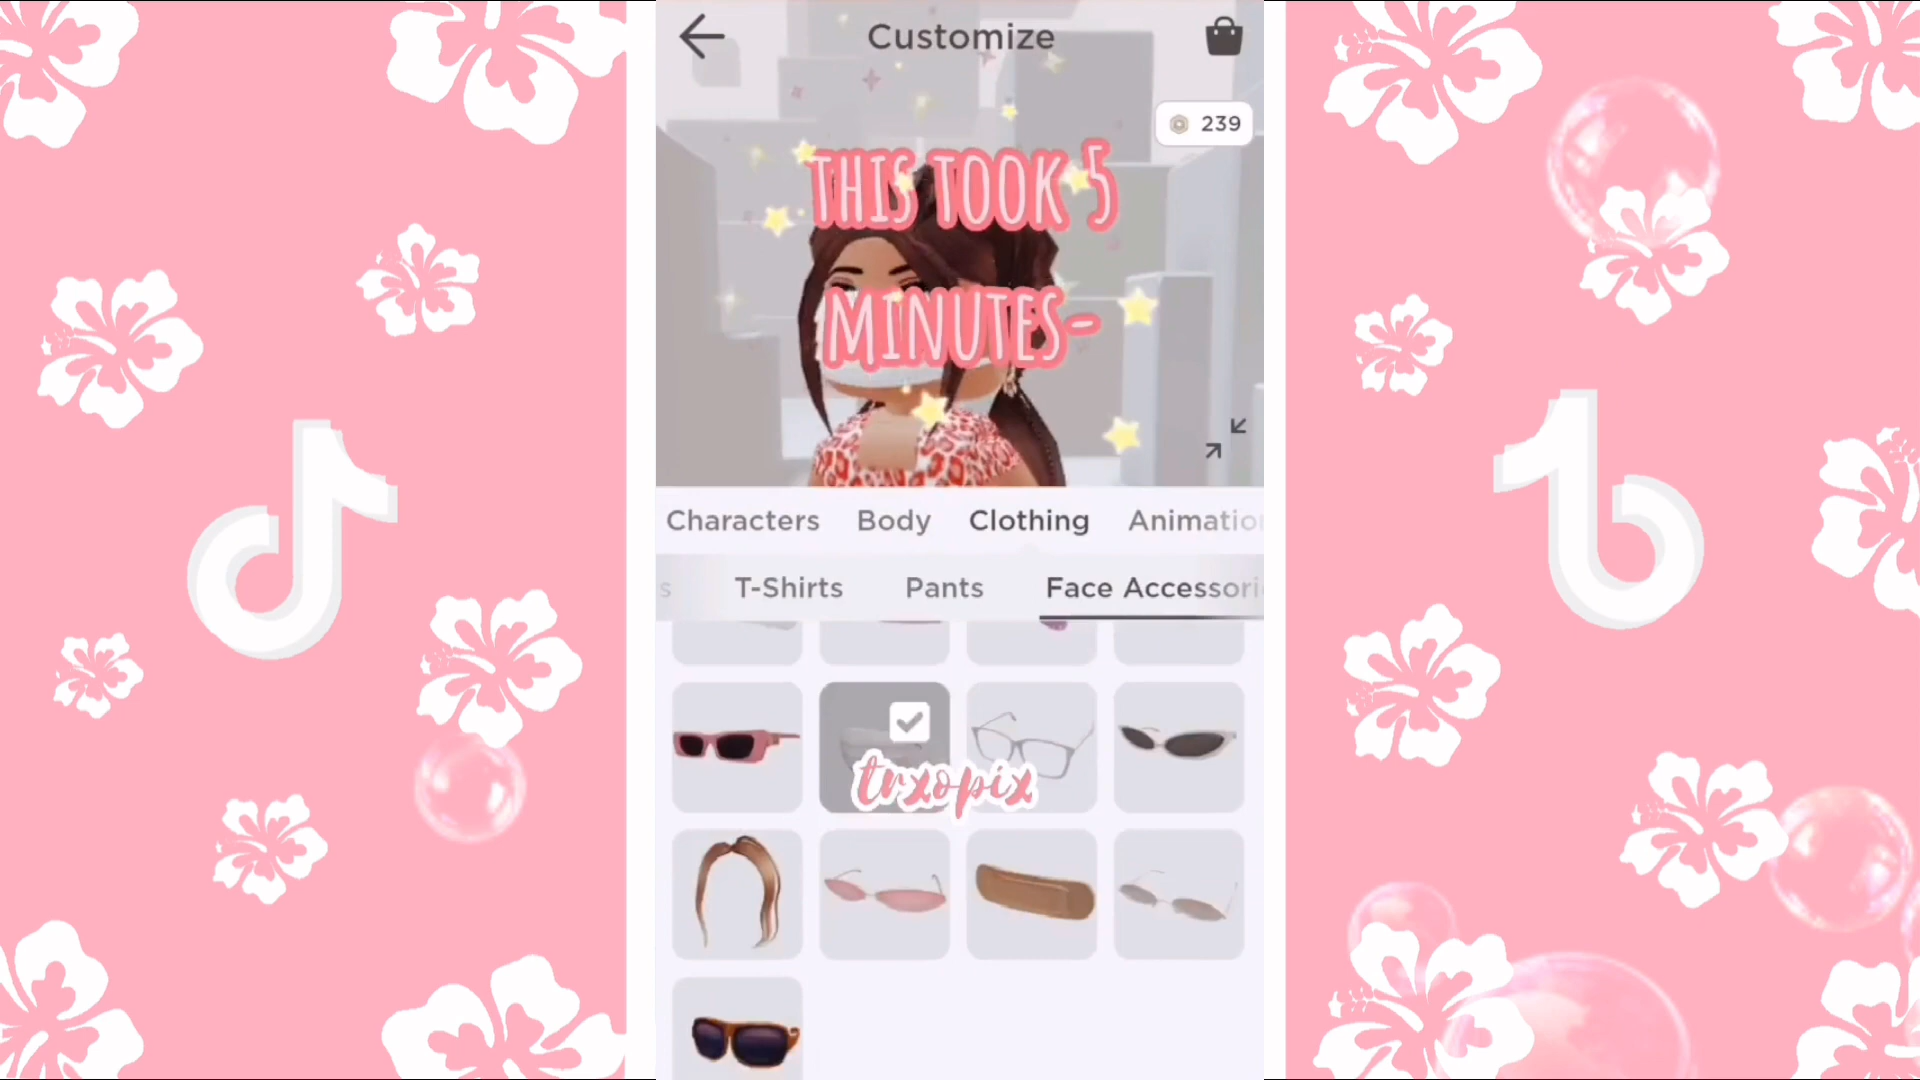 Customize
239
THIS TOOK 5
MINUTES-
Characters Body Clothing Animatio
s T-Shirts Pants Face Accessori
trxopix